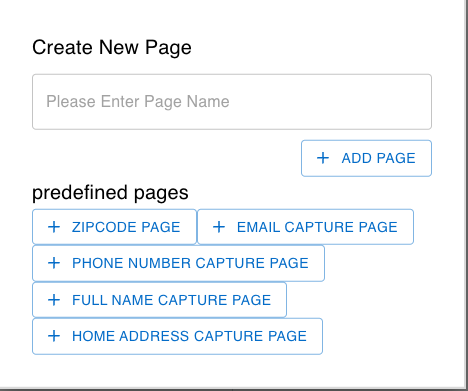 Create New Page
Please Enter Page Name
+ ADD PAGE
predefined pages
+ ZIPCODE PAGE + EMAIL CAPTURE PAGE
+ PHONE NUMBER CAPTURE PAGE
+ FULL NAME CAPTURE PAGE
+ HOME ADDRESS CAPTURE PAGE